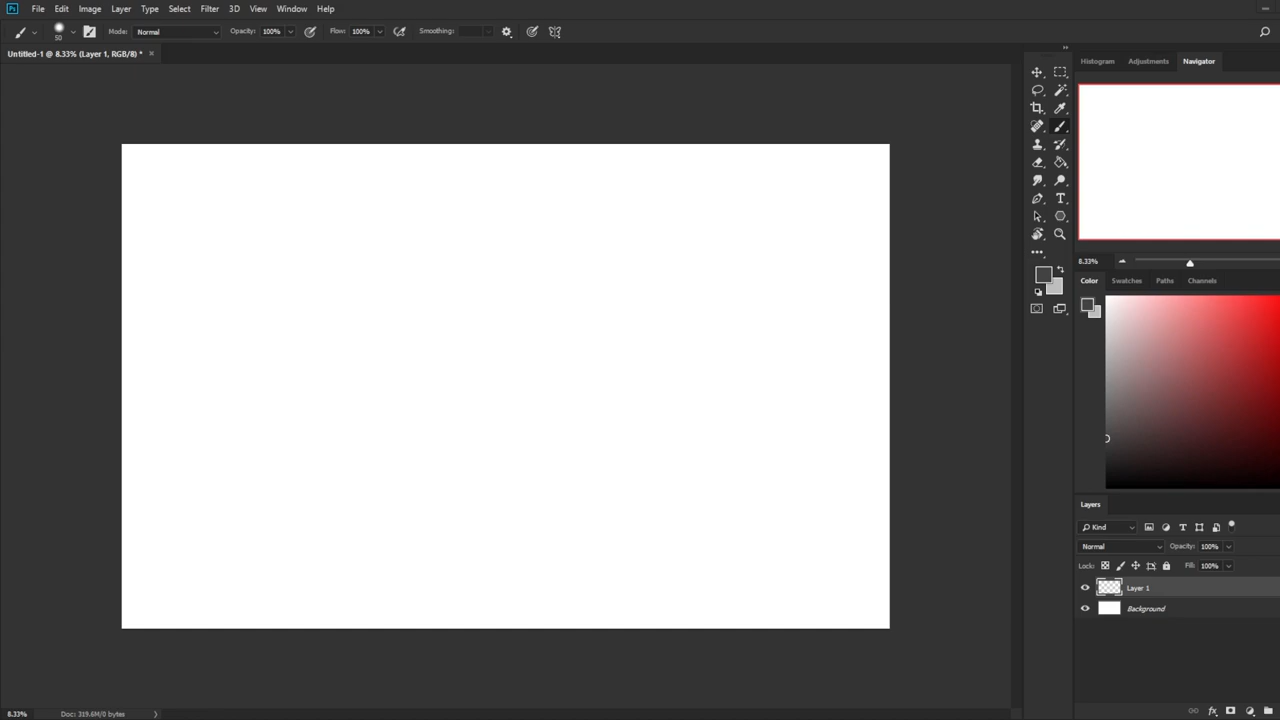 Ps File Edit Image Layer Type Select Filter 3D View Window Help
50 Mode: Normal Opacity: 100% Flow: 100% Smoothing:
Untitled-1 @ 8.33% (Layer 1, RGB/8) * ×
Histogram Adjustments Navigator
8.33%
Color Swatches Paths Channels
Layers
Kind
Normal Opacity: 100%
Lock: Fill: 100%
Layer 1
Background
8.33% Doc: 319.6M/0 bytes